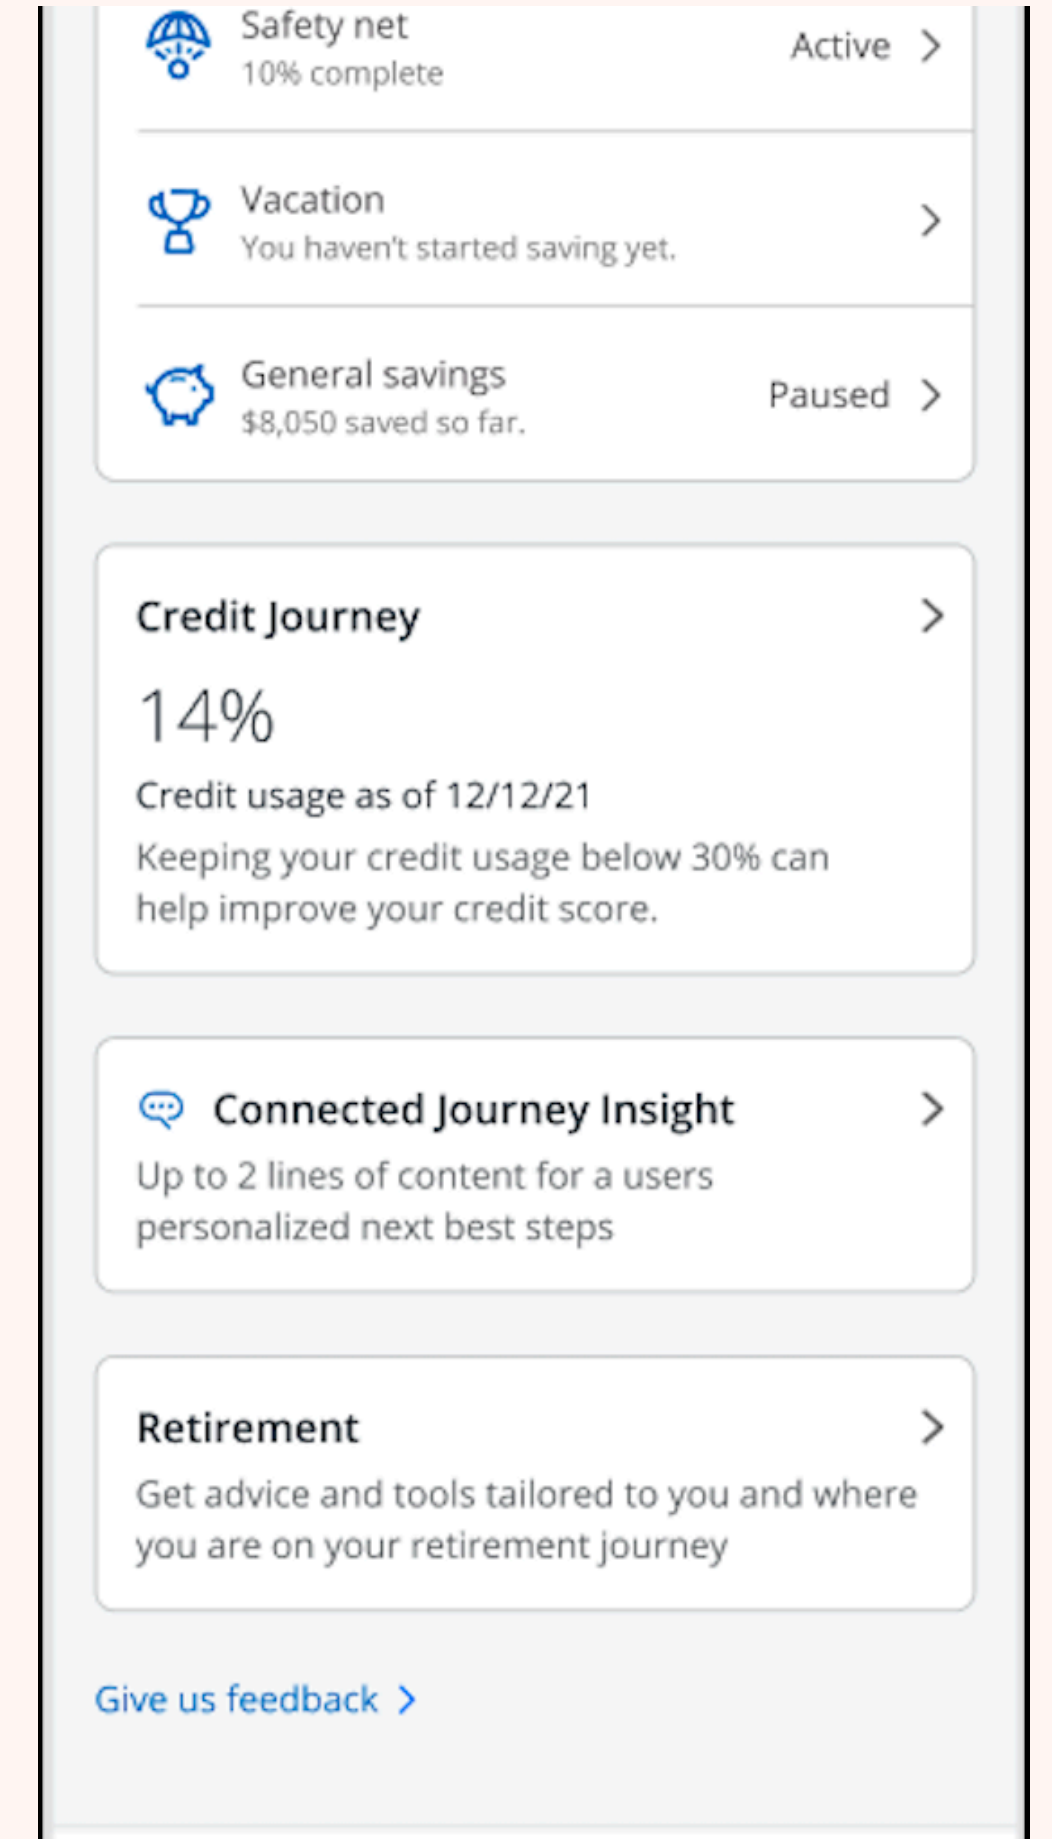 Safety net
10% complete
Active
Vacation
You haven't started saving yet.
General savings
$8,050 saved so far.
Paused
Credit Journey
14%
Credit usage as of 12/12/21
Keeping your credit usage below 30% can
help improve your credit score.
Connected Journey Insight
Up to 2 lines of content for a users
personalized next best steps
Retirement
Get advice and tools tailored to you and where
you are on your retirement journey
Give us feedback